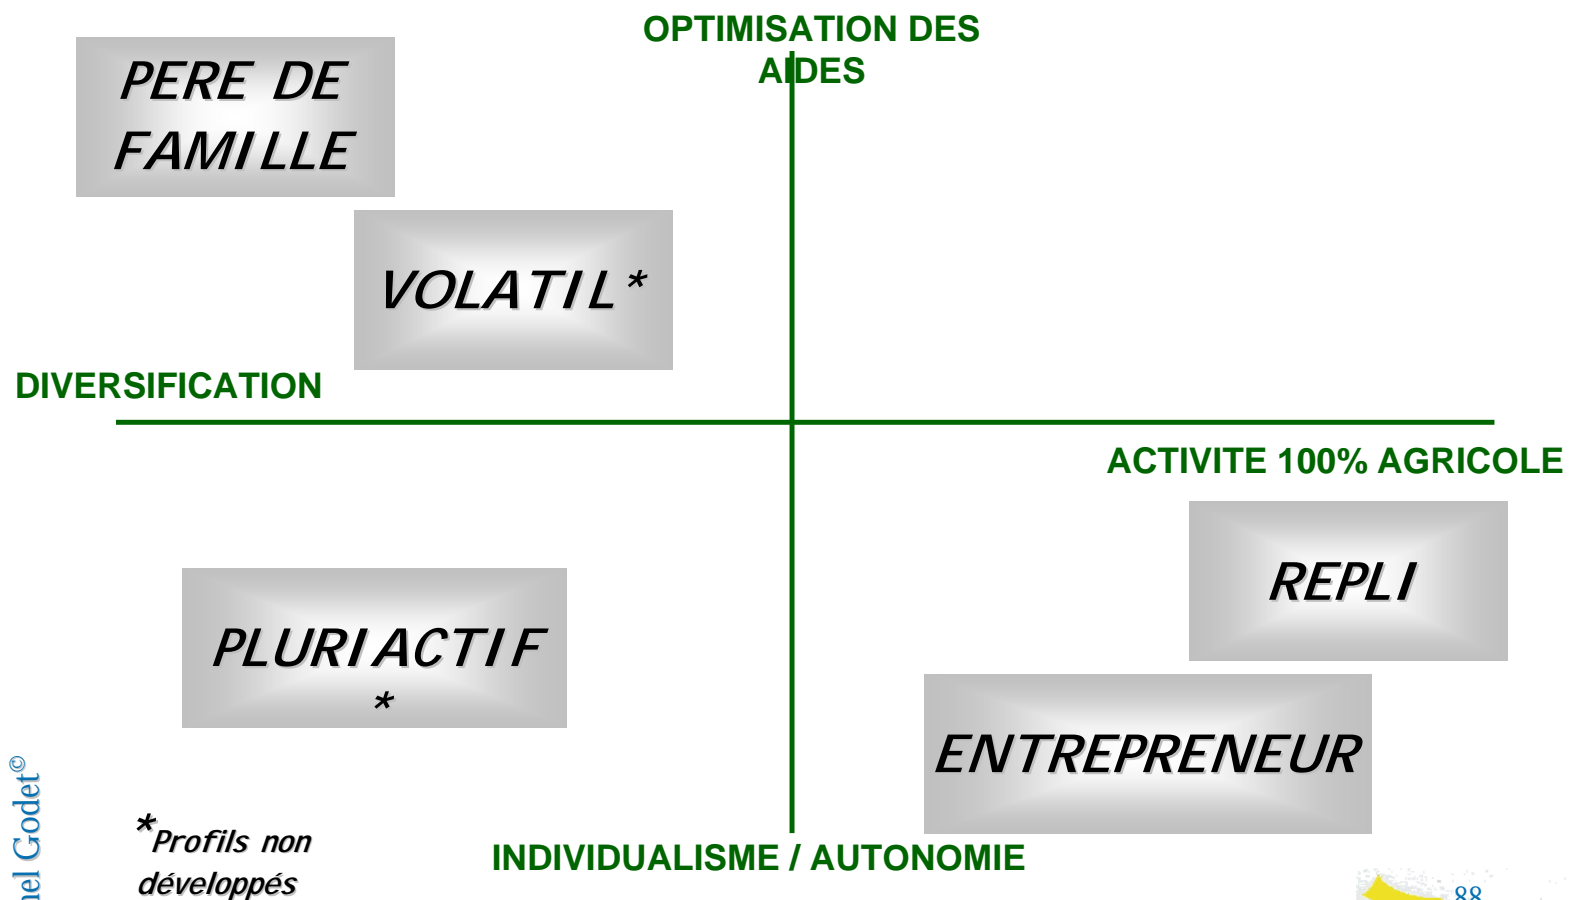 OPTIMISATION DES
AIDES
PERE DE
FAMILLE
VOLATIL*
DIVERSIFICATION
ACTIVITE 100% AGRICOLE
REPLI
PLURIACTIF
*
ENTREPRENEUR
*Profils non
développés
INDIVIDUALISME / AUTONOMIE
Godet©
88